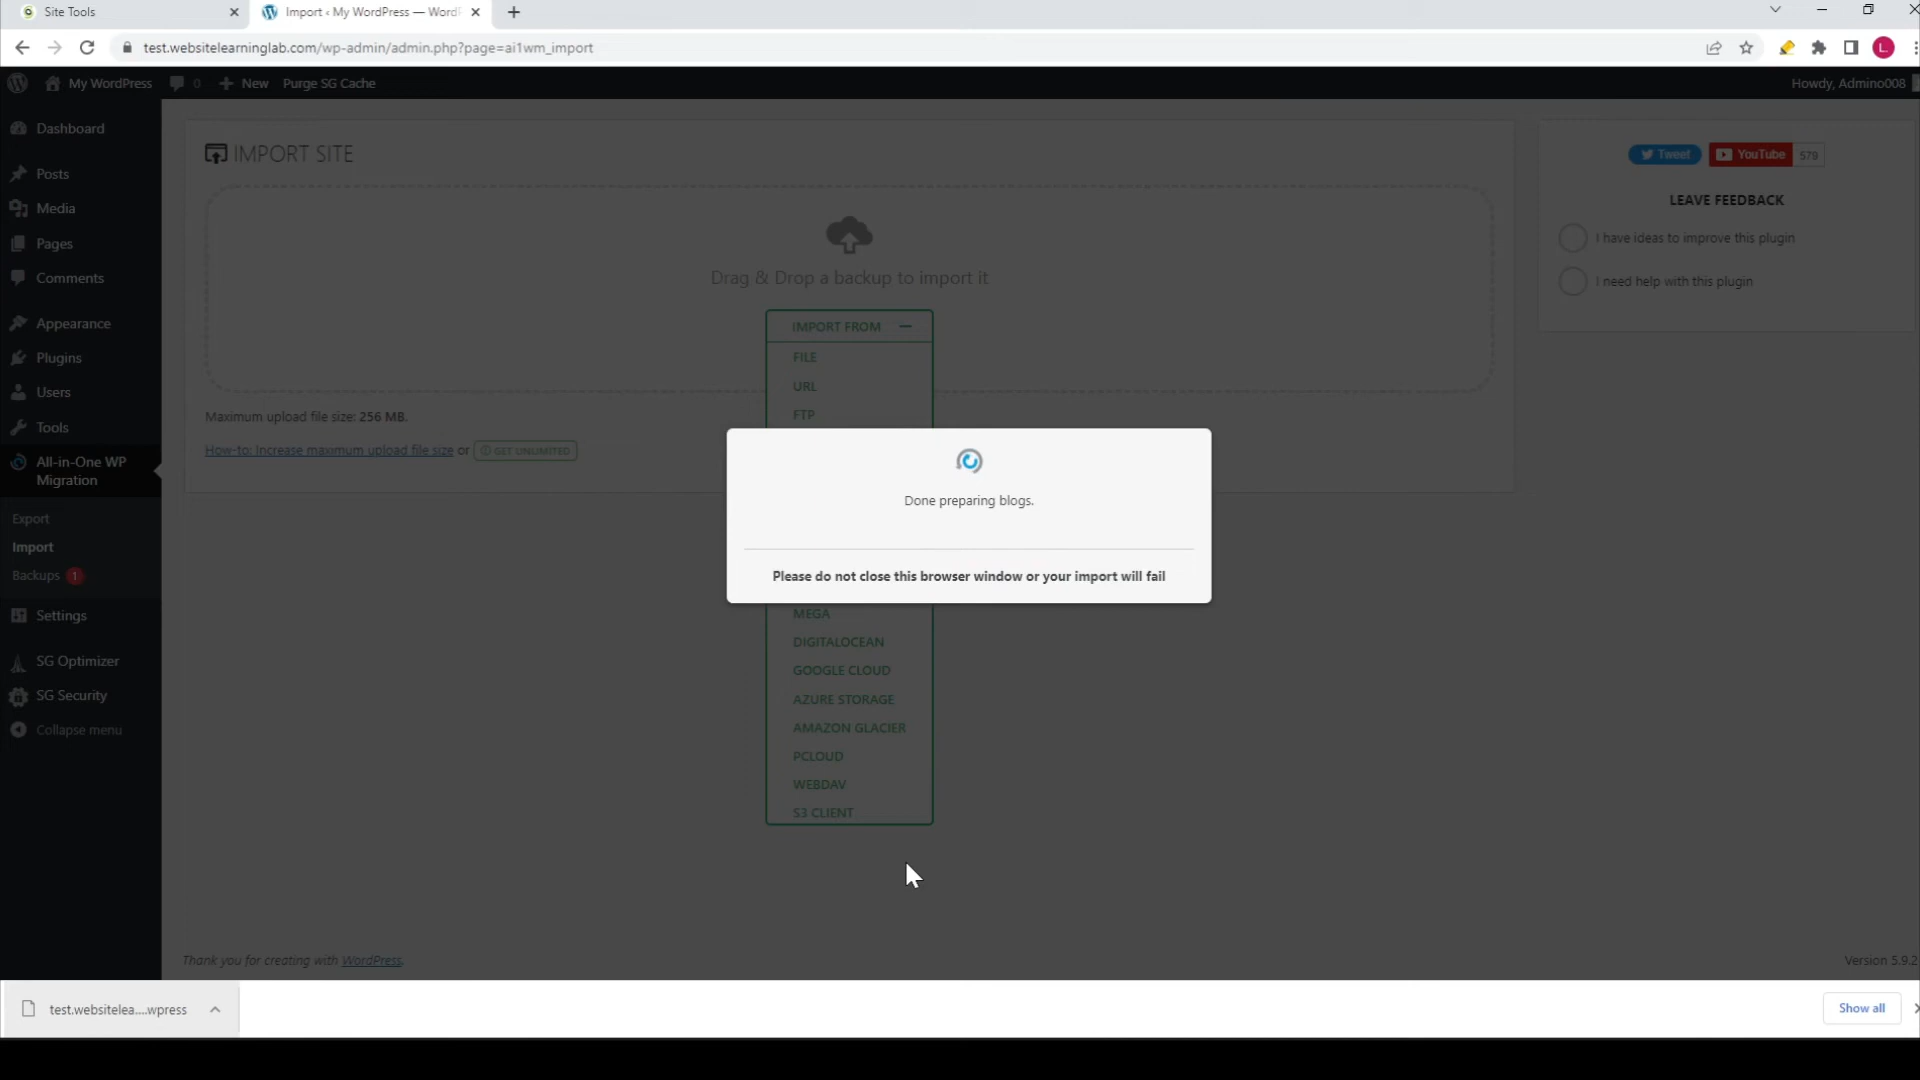 Site Tools
Import ‹ My WordPress — WordP
test.websitelearninglab.com/wp-admin/admin.php?page=ai1wm_import
L
My WordPress
0
New
Purge SG Cache
Howdy, Admino008
Dashboard
Posts
Media
Pages
Comments
Appearance
Plugins
Users
Tools
All-in-One WP
Migration
Export
Import
Backups 1
Settings
SG Optimizer
SG Security
Collapse menu
IMPORT SITE
Drag & Drop a backup to import it
IMPORT FROM
FILE
URL
FTP
Maximum upload file size: 256 MB.
How-to: Increase maximum upload file size or GET UNLIMITED
Done preparing blogs.
Please do not close this browser window or your import will fail
MEGA
DIGITALOCEAN
GOOGLE CLOUD
AZURE STORAGE
AMAZON GLACIER
PCLOUD
WEBDAV
S3 CLIENT
Tweet
YouTube 579
LEAVE FEEDBACK
I have ideas to improve this plugin
I need help with this plugin
Thank you for creating with WordPress.
Version 5.9.2
test.websitelea....wpress
Show all